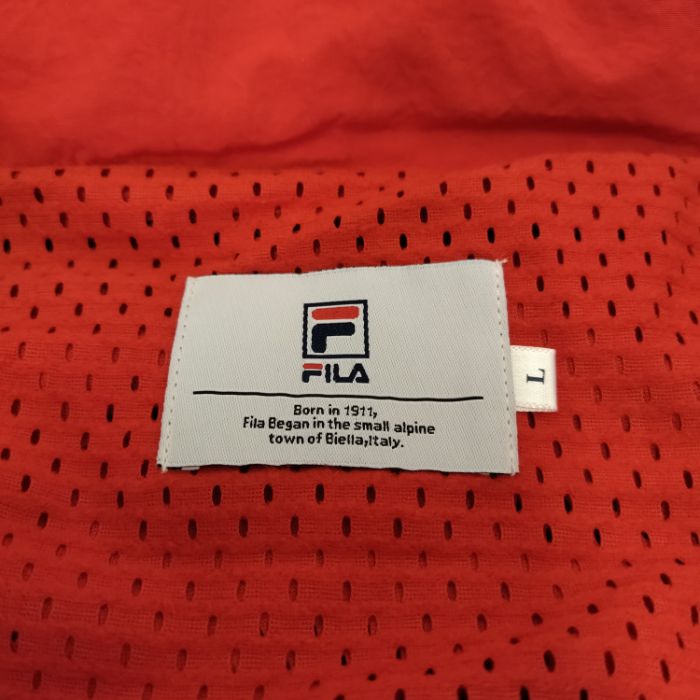 FILA
Born in 1911,
Fila Began in the small alpine
town of Biella,Italy.
L